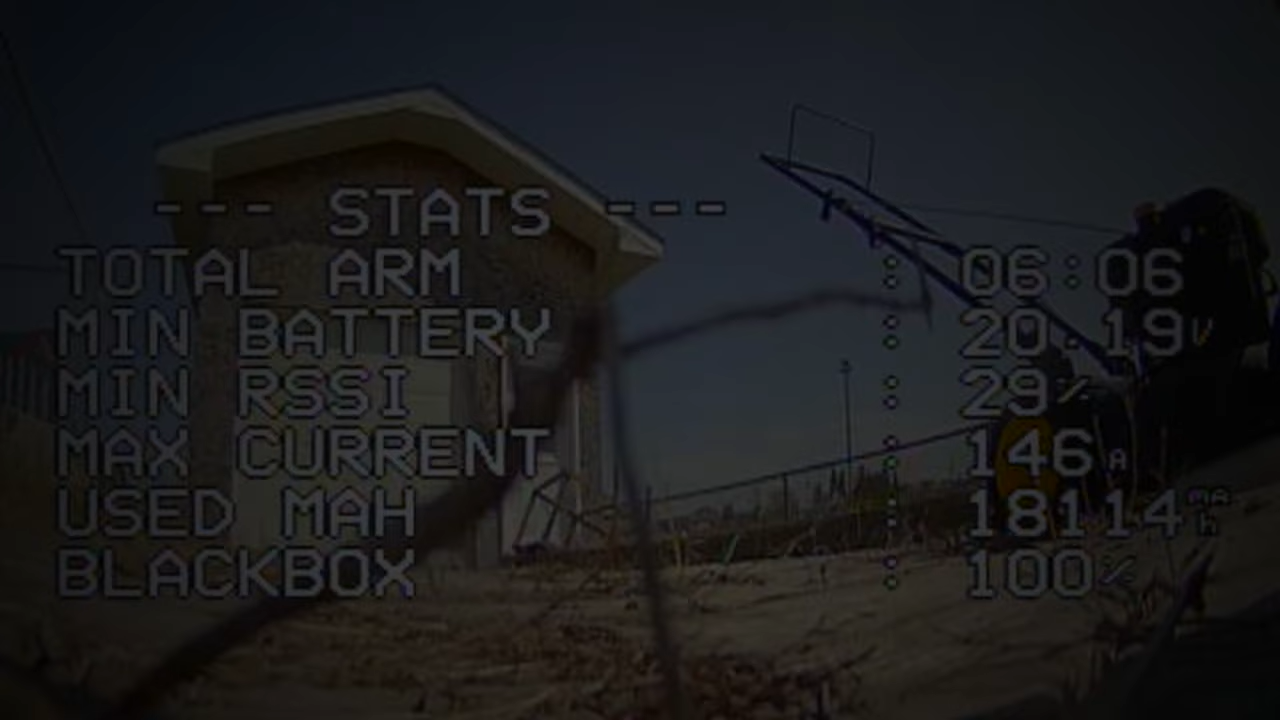 --- STATS ---
TOTAL ARM : 06:06
MIN BATTERY : 20.19V
MIN RSSI : 29%
MAX CURRENT : 146A
USED MAH : 18114mAh
BLACKBOX : 100%